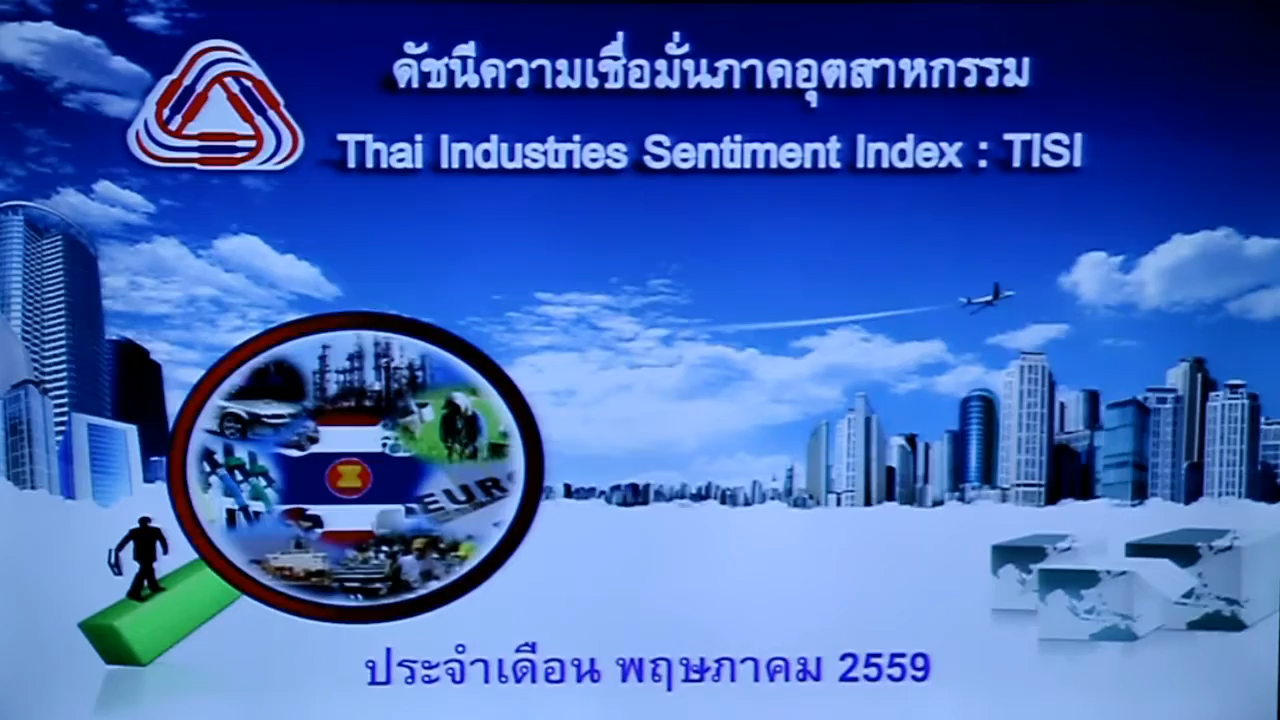 ดัชนีความเชื่อมั่นภาคอุตสาหกรรม
Thai Industries Sentiment Index : TISI
EUR
ประจำเดือน พฤษภาคม 2559